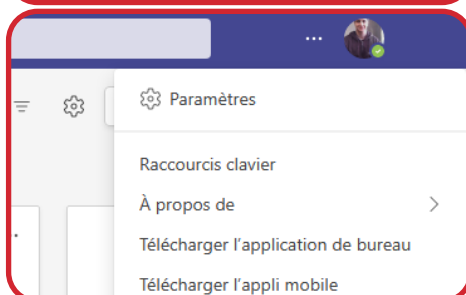 Paramètres
Raccourcis clavier
À propos de
Télécharger l’application de bureau
Télécharger l’appli mobile